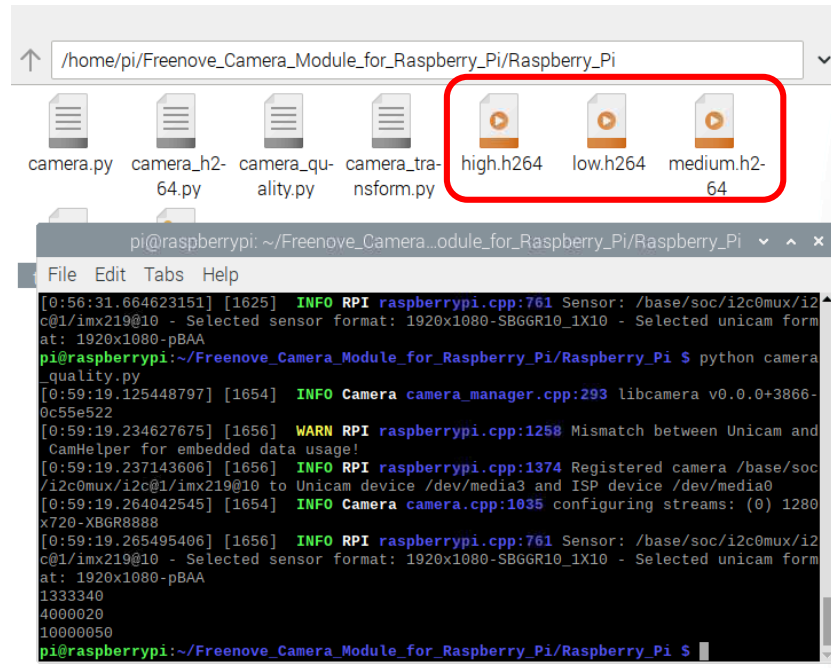 /home/pi/Freenove_Camera_Module_for_Raspberry_Pi/Raspberry_Pi
camera.py camera_h2- camera_qu- camera_tra- high.h264 low.h264 medium.h2-
64.py ality.py nsform.py 64
pi@raspberrypi: ~/Freenove_Camera...odule_for_Raspberry_Pi/Raspberry_Pi
File Edit Tabs Help
[0:56:31.664623151] [1625] INFO RPI raspberrypi.cpp:761 Sensor: /base/soc/i2c0mux/i2
c@1/imx219@10 - Selected sensor format: 1920x1080-SBGGR10_1X10 - Selected unicam form
at: 1920x1080-pBAA
pi@raspberrypi:~/Freenove_Camera_Module_for_Raspberry_Pi/Raspberry_Pi $ python camera
_quality.py
[0:59:19.125448797] [1654] INFO Camera camera_manager.cpp:293 libcamera v0.0.0+3866-
0c55e522
[0:59:19.234627675] [1656] WARN RPI raspberrypi.cpp:1258 Mismatch between Unicam and
CamHelper for embedded data usage!
[0:59:19.237143606] [1656] INFO RPI raspberrypi.cpp:1374 Registered camera /base/soc
/i2c0mux/i2c@1/imx219@10 to Unicam device /dev/media3 and ISP device /dev/media0
[0:59:19.264042545] [1654] INFO Camera camera.cpp:1035 configuring streams: (0) 1280
x720-XBGR8888
[0:59:19.265495406] [1656] INFO RPI raspberrypi.cpp:761 Sensor: /base/soc/i2c0mux/i2
c@1/imx219@10 - Selected sensor format: 1920x1080-SBGGR10_1X10 - Selected unicam form
at: 1920x1080-pBAA
1333340
4000020
10000050
pi@raspberrypi:~/Freenove_Camera_Module_for_Raspberry_Pi/Raspberry_Pi $